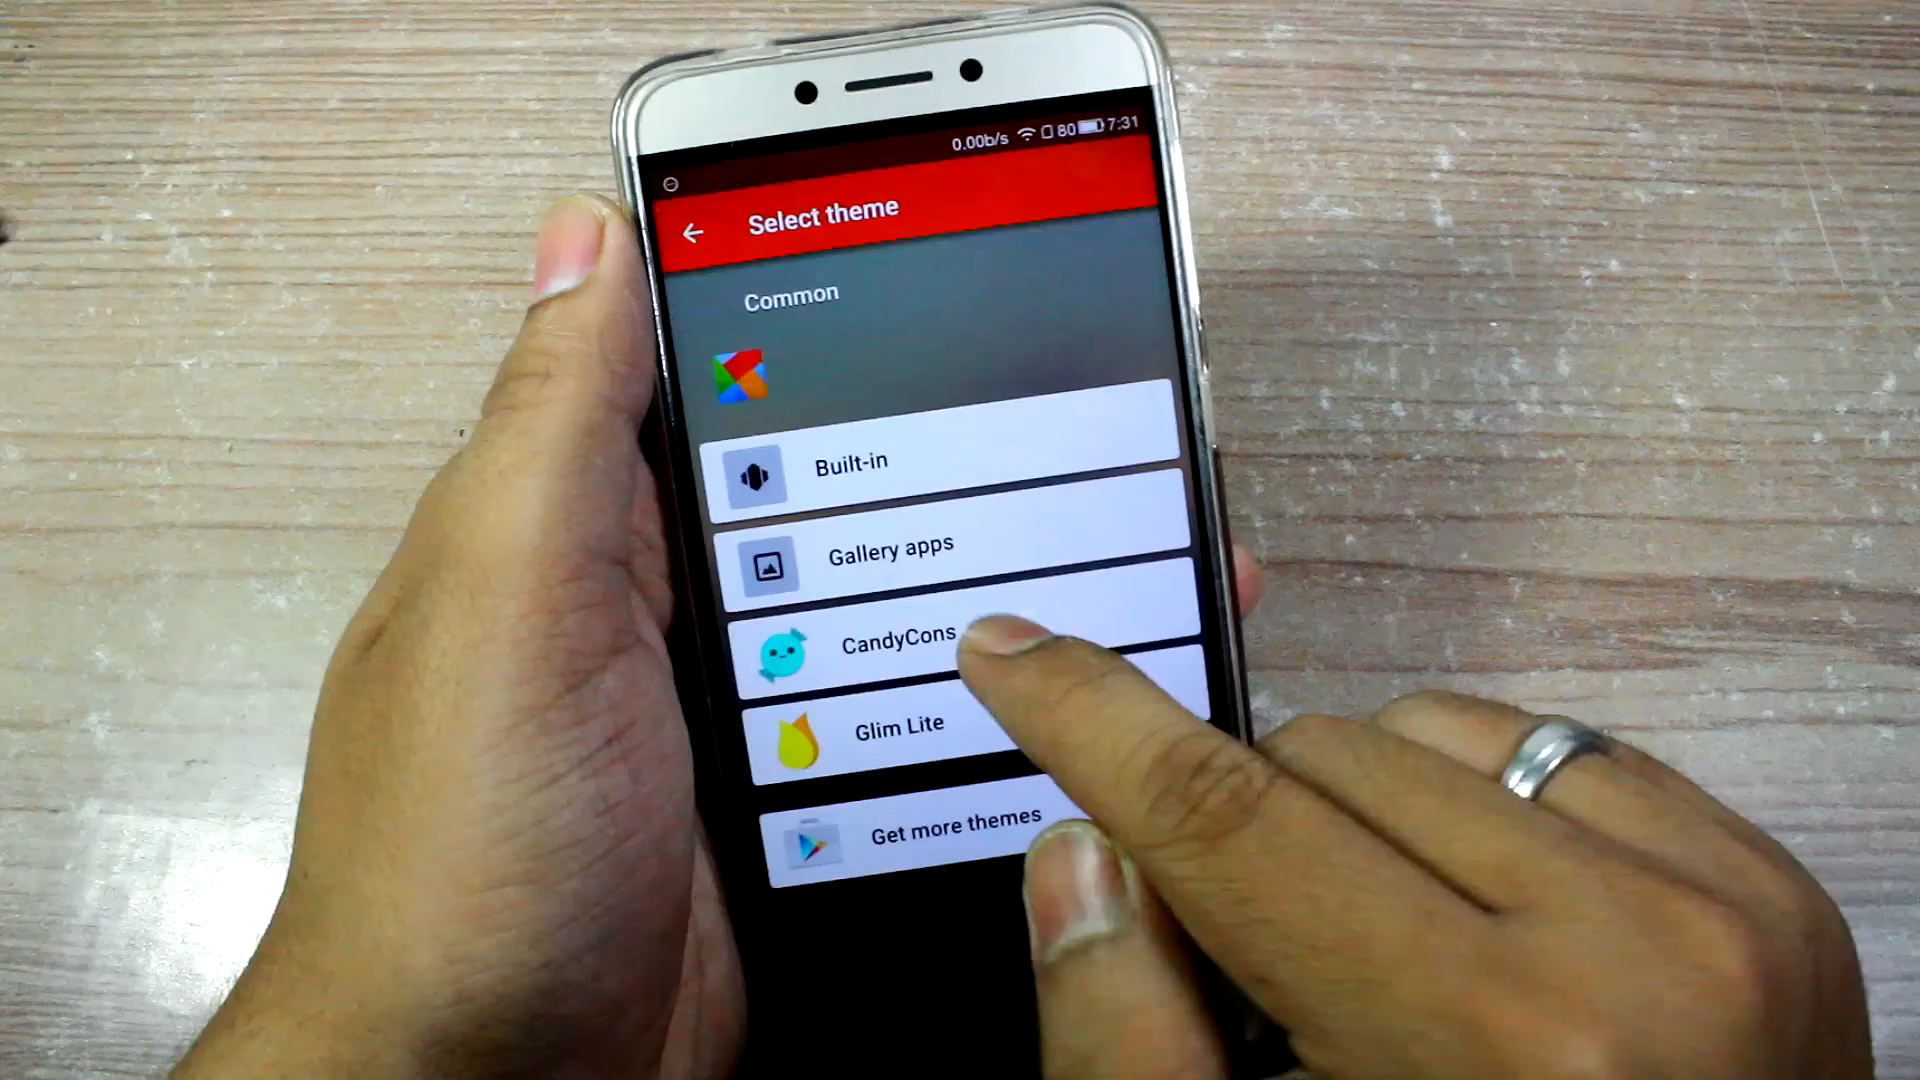 0.00b/s 80 7:31
Select theme
Common
Built-in
Gallery apps
CandyCons
Glim Lite
Get more themes